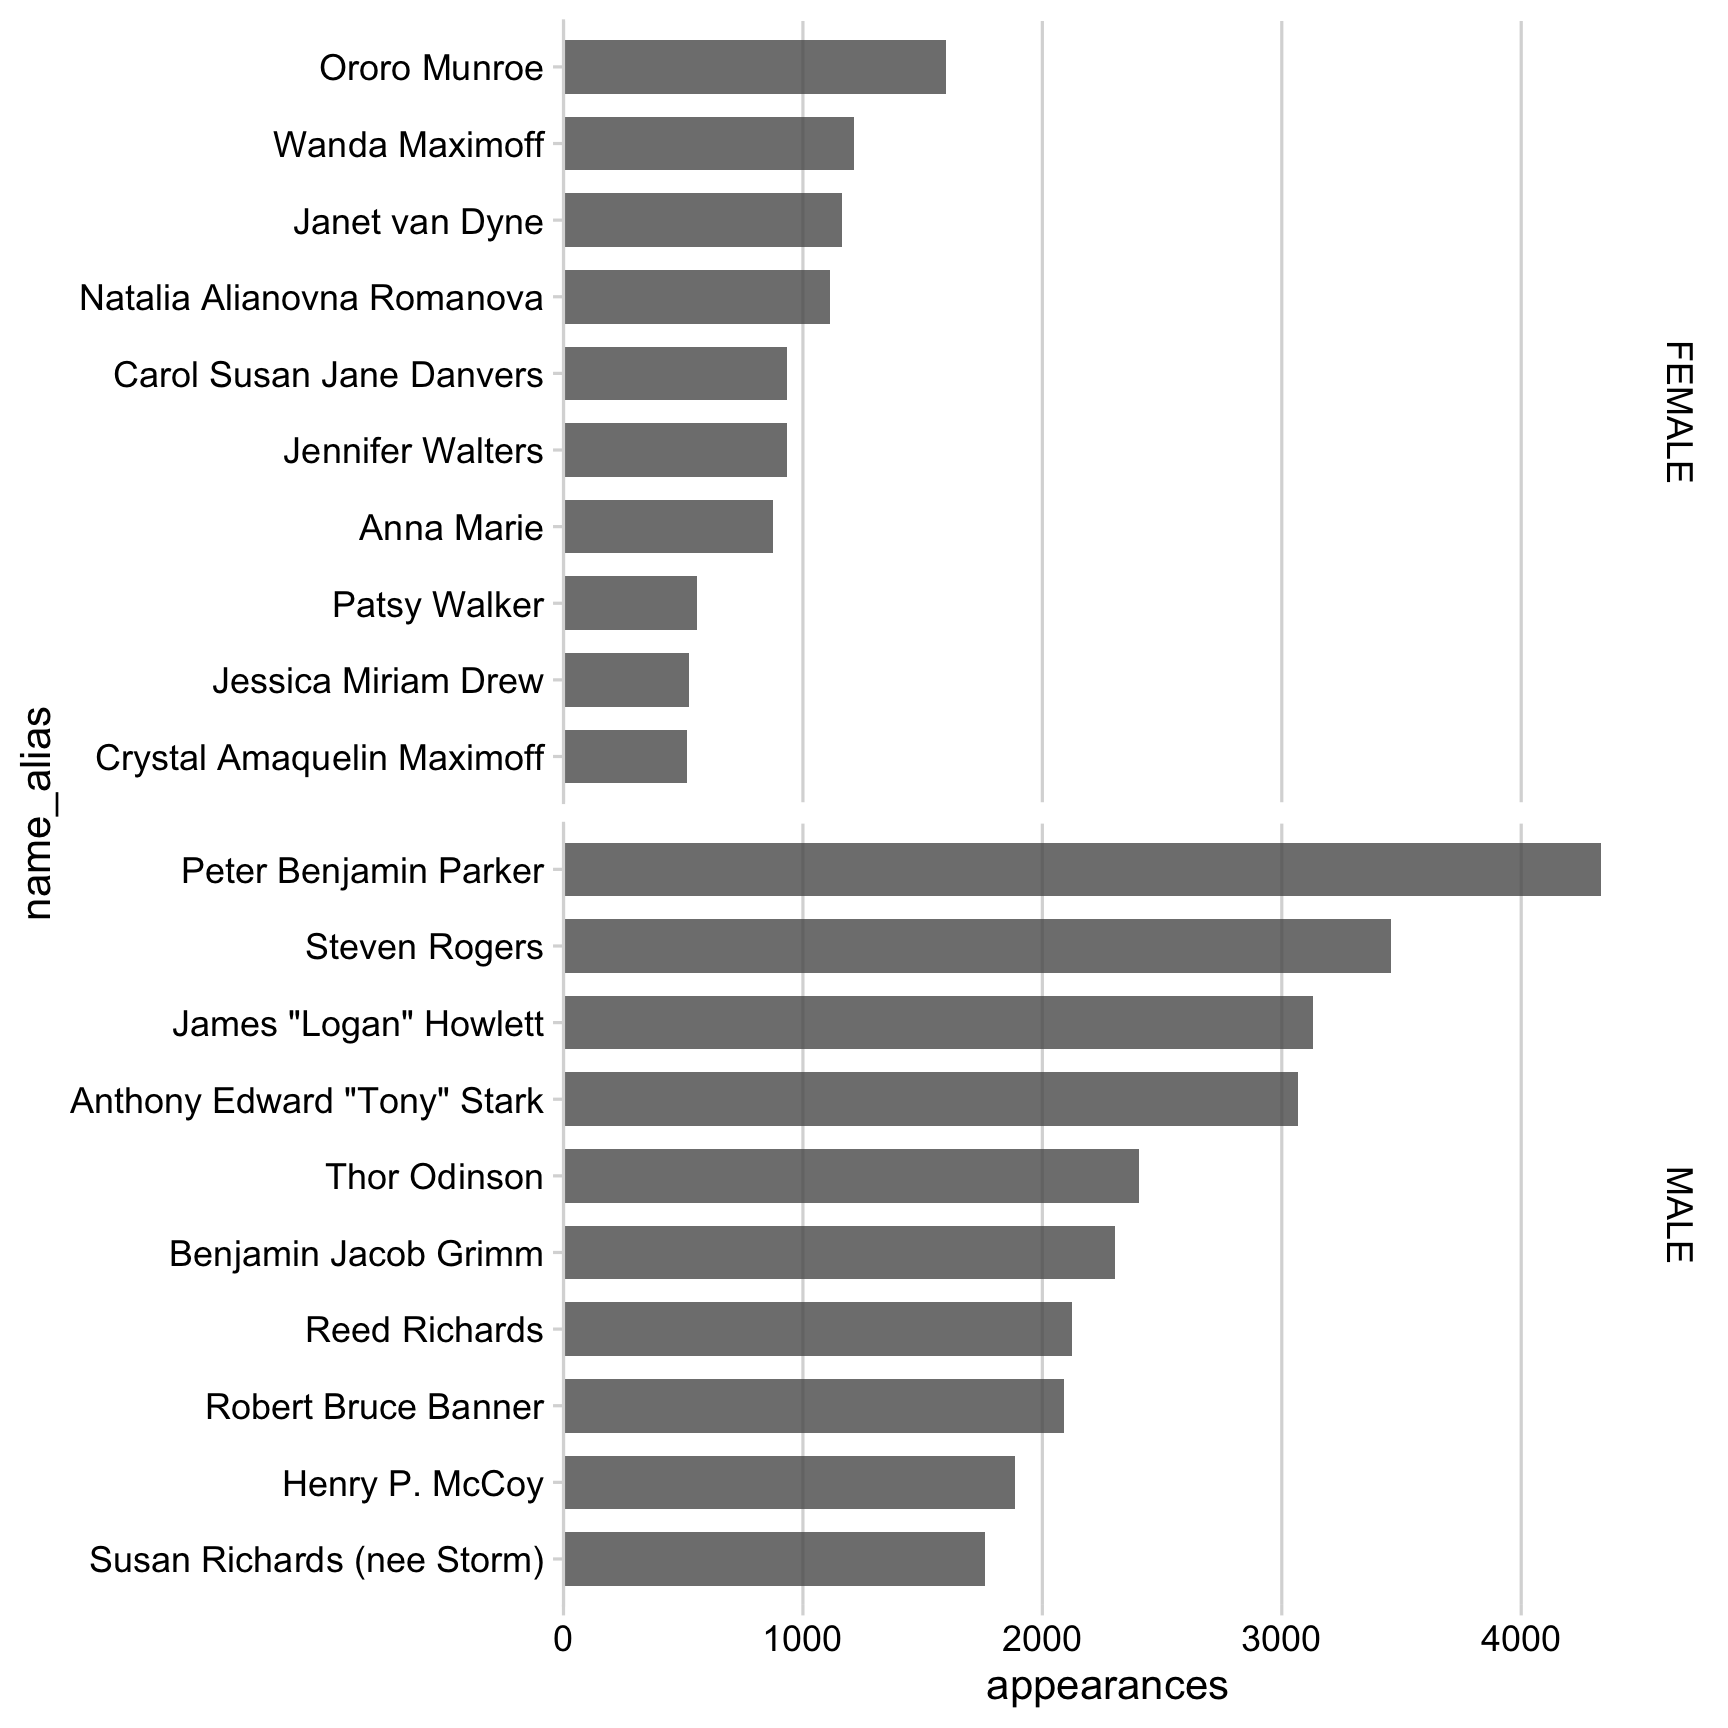 Ororo Munroe
Wanda Maximoff
Janet van Dyne
Natalia Alianovna Romanova
Carol Susan Jane Danvers
Jennifer Walters
Anna Marie
Patsy Walker
Jessica Miriam Drew
Crystal Amaquelin Maximoff
FEMALE
name_alias
Peter Benjamin Parker
Steven Rogers
James "Logan" Howlett
Anthony Edward "Tony" Stark
Thor Odinson
Benjamin Jacob Grimm
Reed Richards
Robert Bruce Banner
Henry P. McCoy
Susan Richards (nee Storm)
MALE
0 1000 2000 3000 4000
appearances